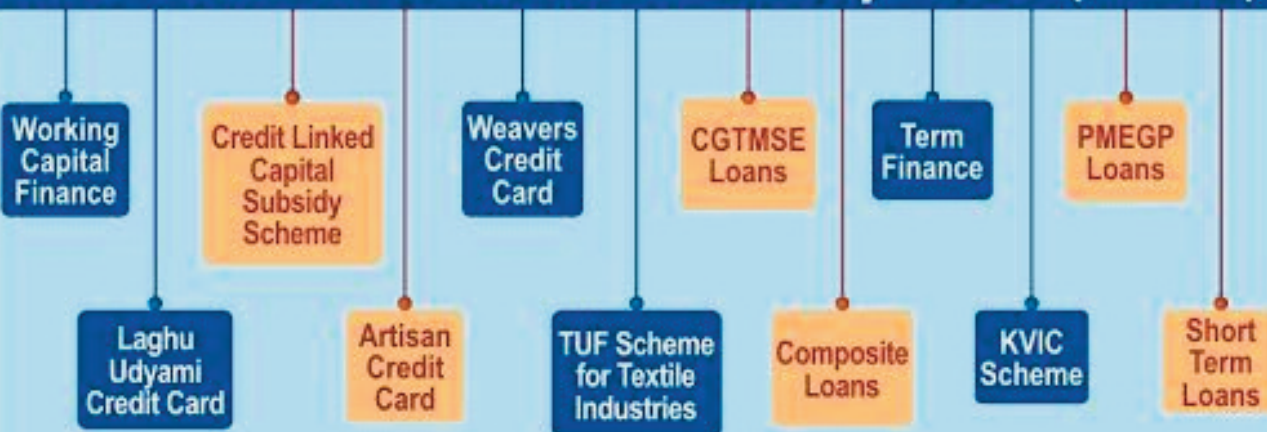 Working
Capital
Finance
Credit Linked
Capital
Subsidy
Scheme
Weavers
Credit
Card
CGTMSE
Loans
Term
Finance
PMEGP
Loans
Laghu
Udyami
Credit Card
Artisan
Credit
Card
TUF Scheme
for Textile
Industries
Composite
Loans
KVIC
Scheme
Short
Term
Loans